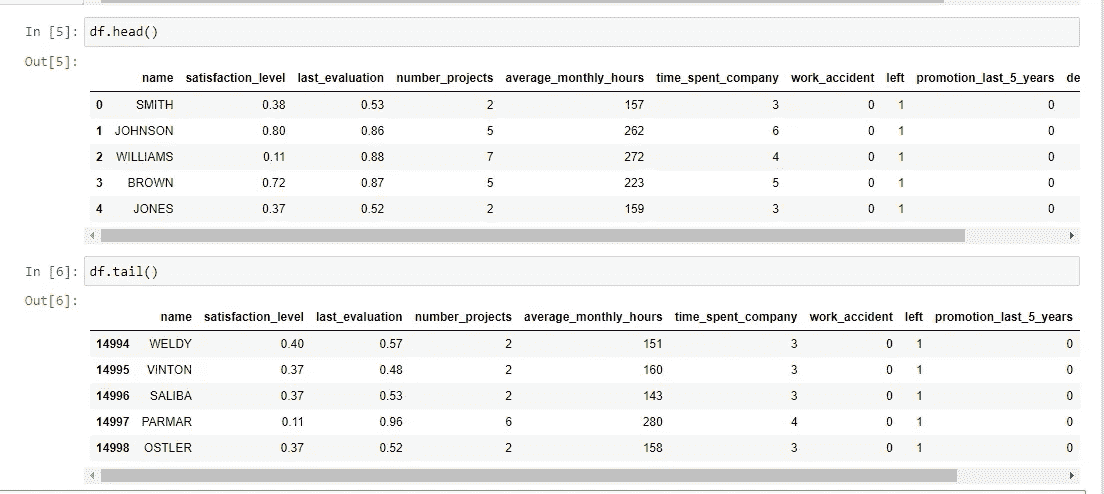 In [5]: df.head()
Out[5]:
name satisfaction_level last_evaluation number_projects average_monthly_hours time_spent_company work_accident left promotion_last_5_years de
0 SMITH 0.38 0.53 2 157 3 0 1 0
1 JOHNSON 0.80 0.86 5 262 6 0 1 0
2 WILLIAMS 0.11 0.88 7 272 4 0 1 0
3 BROWN 0.72 0.87 5 223 5 0 1 0
4 JONES 0.37 0.52 2 159 3 0 1 0
In [6]: df.tail()
Out[6]:
name satisfaction_level last_evaluation number_projects average_monthly_hours time_spent_company work_accident left promotion_last_5_years
14994 WELDY 0.40 0.57 2 151 3 0 1 0
14995 VINTON 0.37 0.48 2 160 3 0 1 0
14996 SALIBA 0.37 0.53 2 143 3 0 1 0
14997 PARMAR 0.11 0.96 6 280 4 0 1 0
14998 OSTLER 0.37 0.52 2 158 3 0 1 0